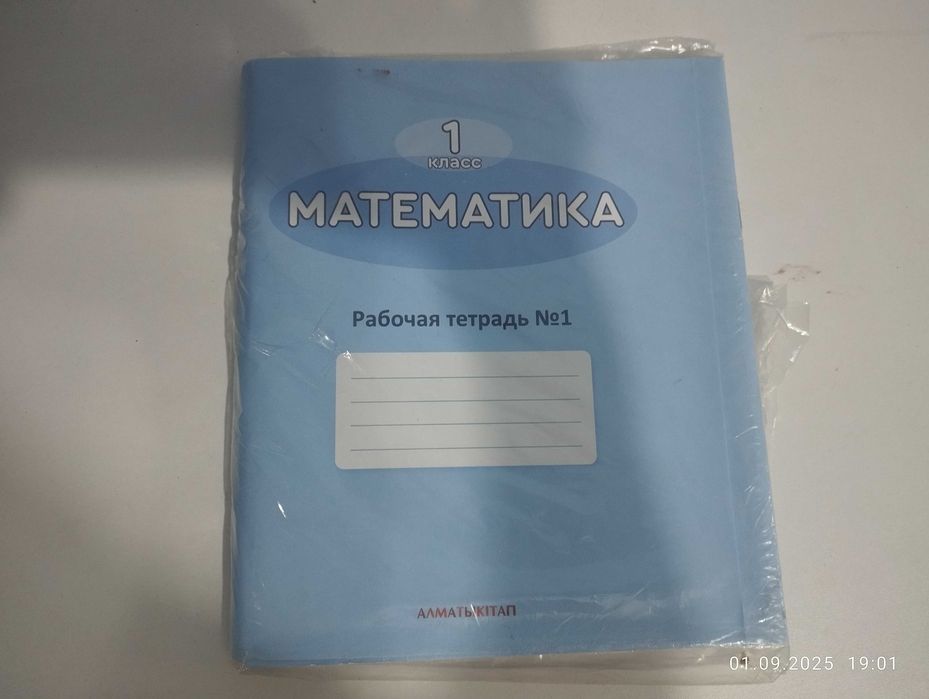 1
класс
МАТЕМАТИКА
Рабочая тетрадь №1
АЛМАТЫКІТАП
01.09.2025 19:01